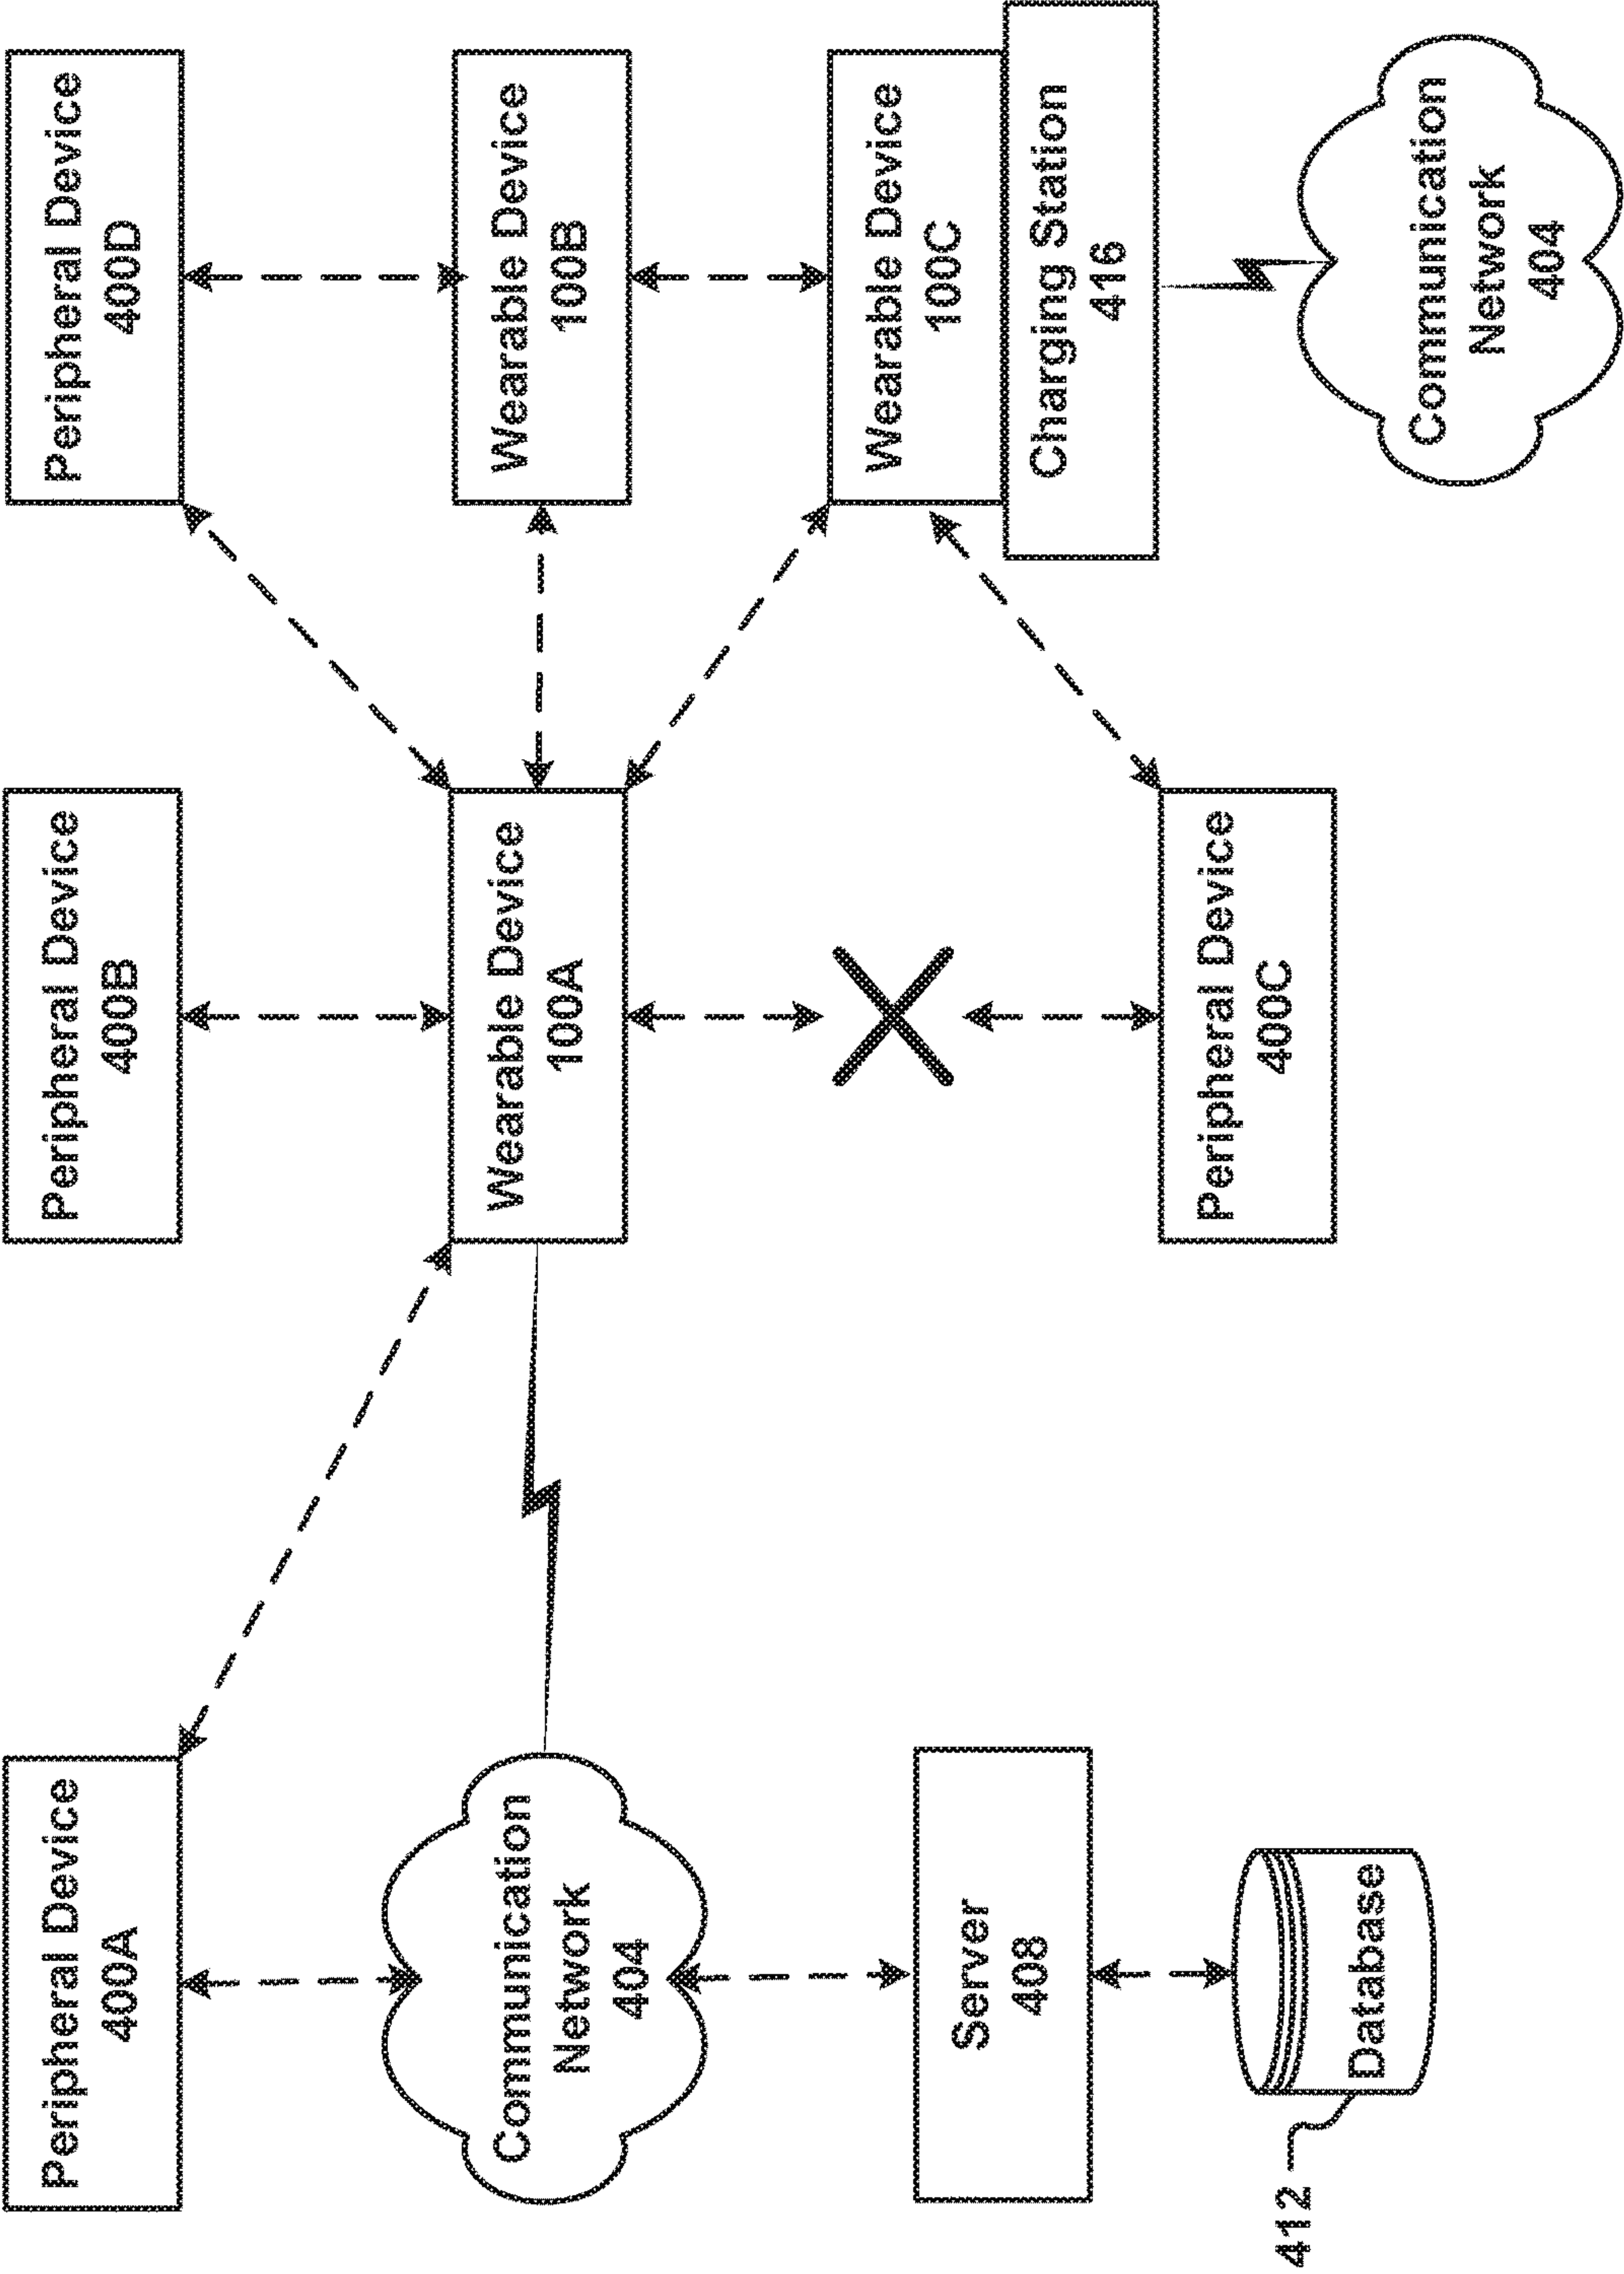 Peripheral Device
400A
Peripheral Device
400B
Peripheral Device
400D
Communication
Network
404
Wearable Device
100A
Wearable Device
100B
Server
408
Wearable Device
100C
Charging Station
416
412
Database
Peripheral Device
400C
Communication
Network
404